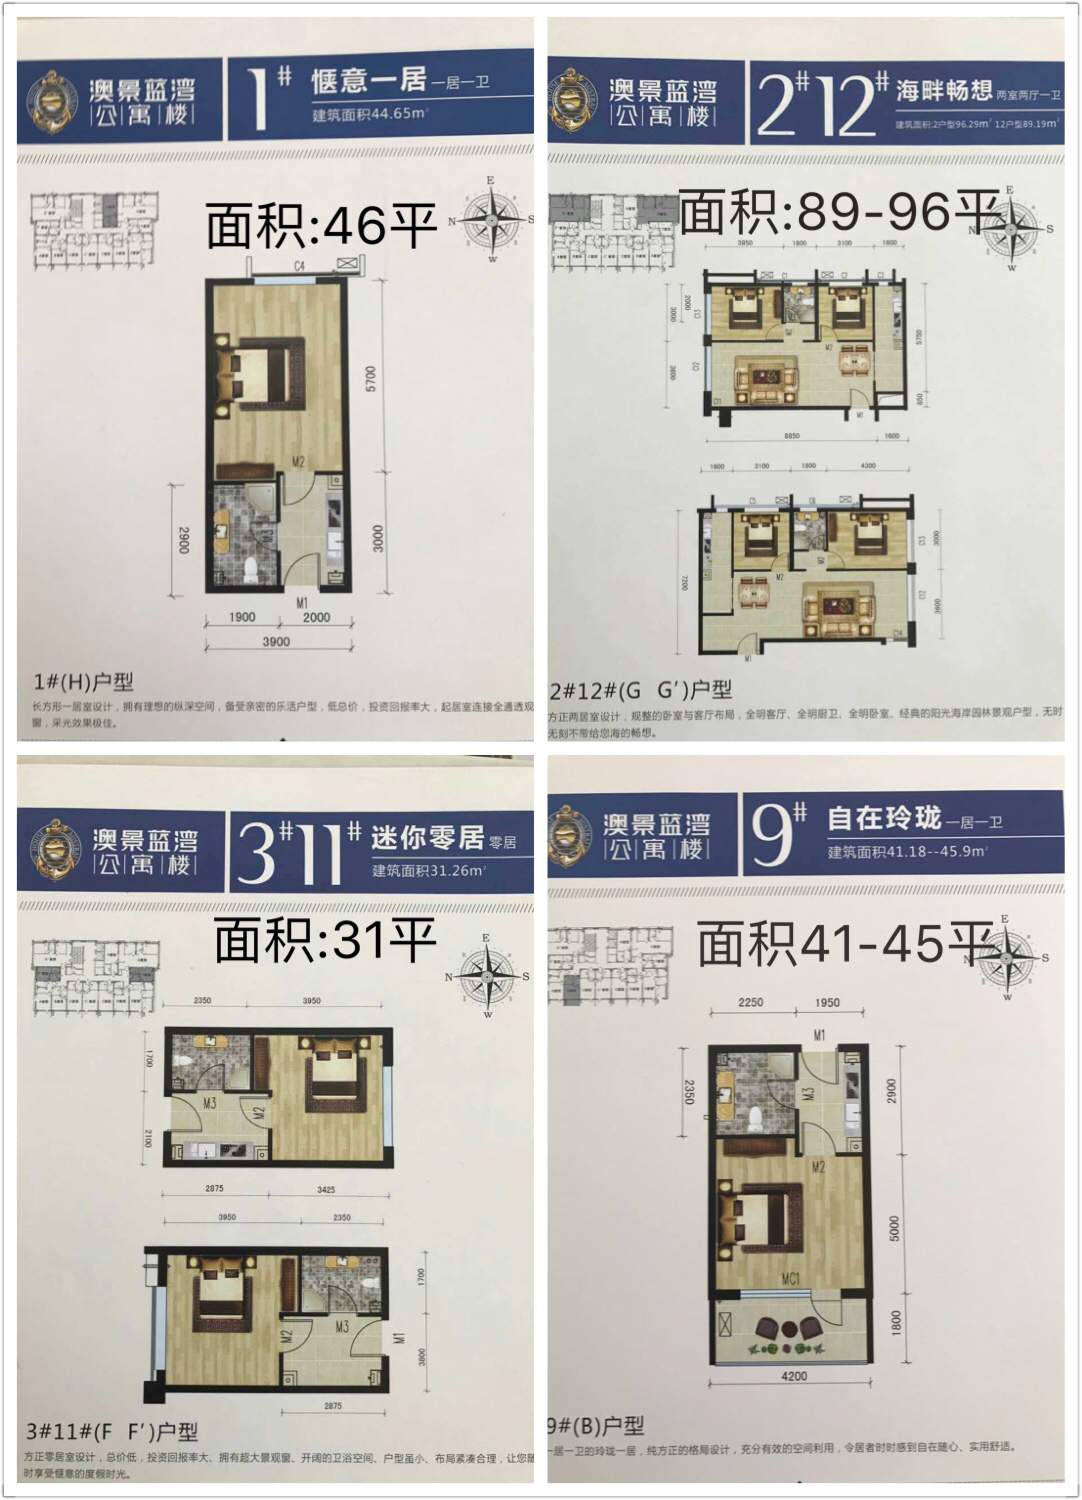 澳景蓝湾
公寓楼
1# 惬意一居 一居一卫
建筑面积44.65m²
面积:46平
E
N
S
W
C4
5700
M2
2900
M3
3000
M1
1900
2000
3900
1#(H)户型
长方形一居室设计，拥有理想的纵深空间，备受亲密的乐活户型，低总价，投资回报率大，起居室连接全通透观
窗，采光效果极佳。
澳景蓝湾
公寓楼
2#12# 海畔畅想 两室两厅一卫
建筑面积:2户型96.29m² 12户型89.19m²
面积:89-96平
E
S
W
3950
1800
3100
1600
C1
C2
C3
2000
3000
C13
M2
M2
5750
C12
3800
850
C11
M1
8850
1600
1600
3100
1800
4300
C5
C6
C13
3000
M2
M3
7200
C12
3800
C14
M1
2#12#(G G′)户型
方正两居室设计，规整的卧室与客厅布局，全明客厅、全明厨卫、全明卧室、经典的阳光海岸园林景观户型，无时
无刻不带给您海的畅想。
澳景蓝湾
公寓楼
3#11# 迷你零居 零居
建筑面积31.26m²
面积:31平
E
N
S
W
2350
3950
1700
M3
M2
2100
2875
3425
3950
2350
1700
M2
M3
M1
3800
2875
3#11#(F F′)户型
方正零居室设计，总价低，投资回报率大、拥有超大景观窗、开阔的卫浴空间、户型虽小、布局紧凑合理，让您随
时享受惬意的度假时光。
澳景蓝湾
公寓楼
9# 自在玲珑 一居一卫
建筑面积41.18--45.9m²
面积41-45平
E
S
W
2250
1950
M1
2350
M3
2900
M2
5000
MC1
1800
4200
9#(B)户型
一居一卫的玲珑一居，纯方正的格局设计，充分有效的空间利用，令居者时时感到自在随心、实用舒适。